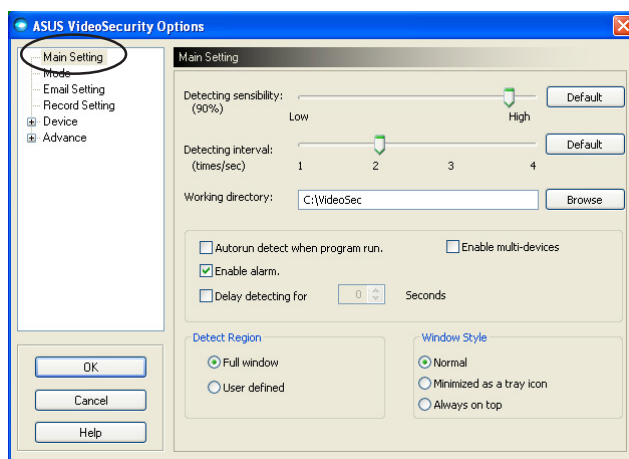 ASUS VideoSecurity Options
Main Setting
Mode
Email Setting
Record Setting
Device
Advance
OK
Cancel
Help
Main Setting
Detecting sensibility:
(90%)
Low
High
Default
Detecting interval:
(times/sec)
1 2 3 4
Default
Working directory:
C:\VideoSec
Browse
Autorun detect when program run.
Enable multi-devices
Enable alarm.
Delay detecting for 0 Seconds
Detect Region
Full window
User defined
Window Style
Normal
Minimized as a tray icon
Always on top